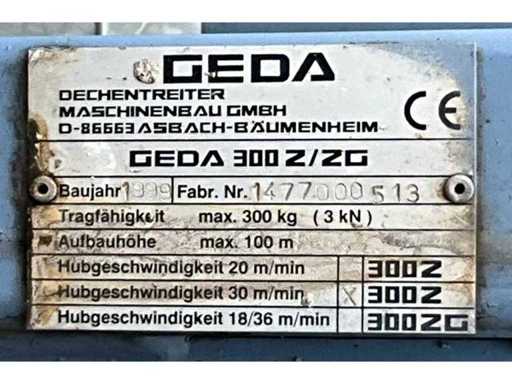 GEDA
DECHENTREITER
MASCHINENBAU GMBH
D-86663 ASBACH-BÄUMENHEIM
CE
GEDA 300 Z/ZG
Baujahr 1999 Fabr. Nr. 1477000513
Tragfähigkeit max. 300 kg ( 3 kN )
Aufbauhöhe max. 100 m
Hubgeschwindigkeit 20 m/min 300Z
Hubgeschwindigkeit 30 m/min X 300Z
Hubgeschwindigkeit 18/36 m/min 300ZG